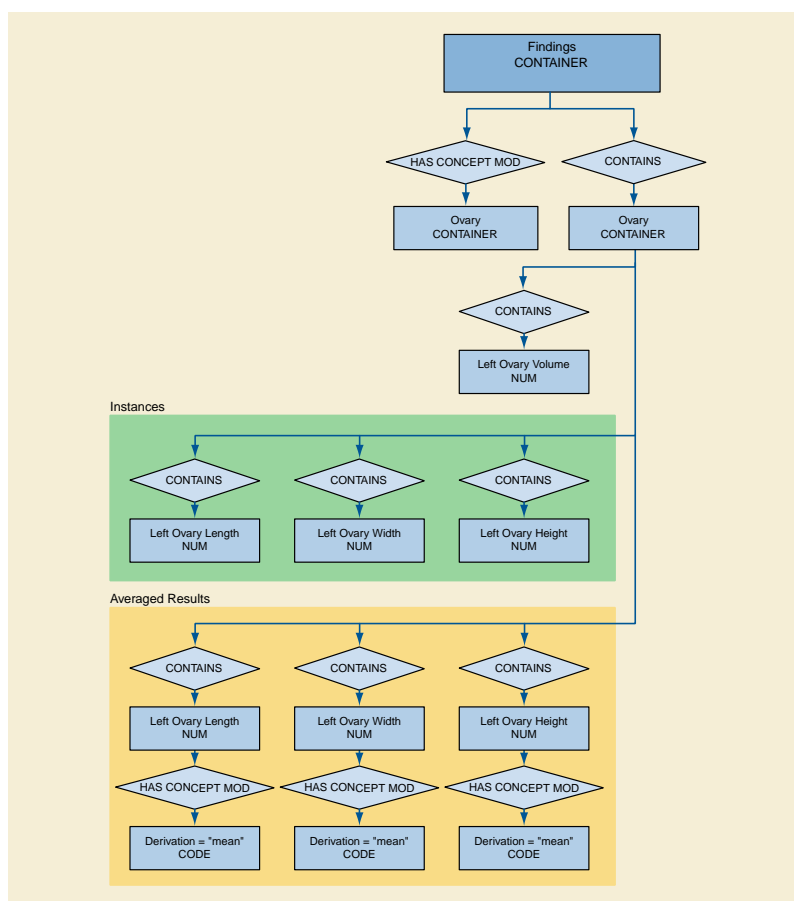 Findings
CONTAINER
HAS CONCEPT MOD
CONTAINS
Ovary
CONTAINER
Ovary
CONTAINER
CONTAINS
Left Ovary Volume
NUM
Instances
CONTAINS
CONTAINS
CONTAINS
Left Ovary Length
NUM
Left Ovary Width
NUM
Left Ovary Height
NUM
Averaged Results
CONTAINS
CONTAINS
CONTAINS
Left Ovary Length
NUM
Left Ovary Width
NUM
Left Ovary Height
NUM
HAS CONCEPT MOD
HAS CONCEPT MOD
HAS CONCEPT MOD
Derivation = "mean"
CODE
Derivation = "mean"
CODE
Derivation = "mean"
CODE